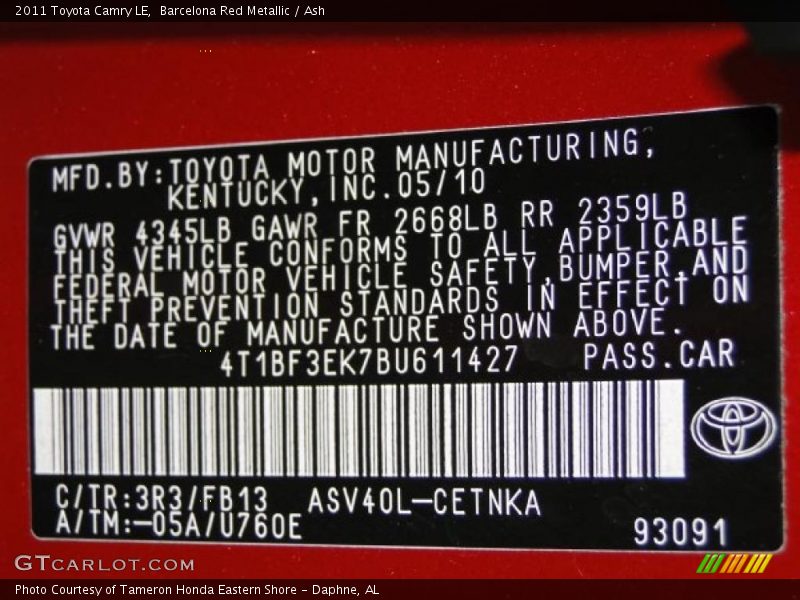 2011 Toyota Camry LE,  Barcelona Red Metallic / Ash
MFD.BY:TOYOTA MOTOR MANUFACTURING,
KENTUCKY,INC.05/10
GVWR 4345LB GAWR FR 2668LB RR 2359LB
THIS VEHICLE CONFORMS TO ALL APPLICABLE
FEDERAL MOTOR VEHICLE SAFETY,BUMPER,AND
THEFT PREVENTION STANDARDS IN EFFECT ON
THE DATE OF MANUFACTURE SHOWN ABOVE.
4T1BF3EK7BU611427 PASS.CAR
C/TR:3R3/FB13 ASV40L-CETNKA
A/TM:-05A/U760E
93091
GTCARLOT.COM
Photo Courtesy of Tameron Honda Eastern Shore - Daphne, AL